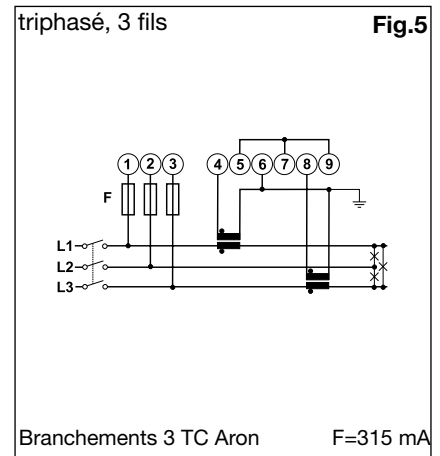 triphasé, 3 fils Fig.5
1 2 3 4 5 6 7 8 9
F
L1
L2
L3
Branchements 3 TC Aron F=315 mA